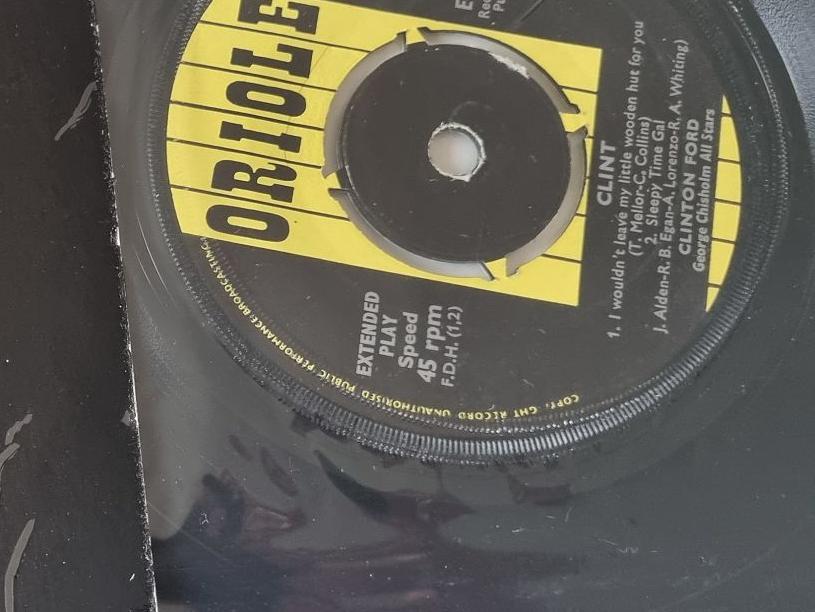 ORIOLE
E
Rec
Pu
EXTENDED
PLAY
Speed
45 rpm
F.D.H. (1,2)
CLINT
1. I wouldn't leave my little wooden hut for you
(T. Mellor-C. Collins)
2. Sleepy Time Gal
J. Alden-R. B. Egan-A. Lorenzo-R. A. Whiting)
CLINTON FORD
George Chisholm All Stars
UNAUTHORISED PUBLIC PERFORMANCE BROADCASTING
RECORD